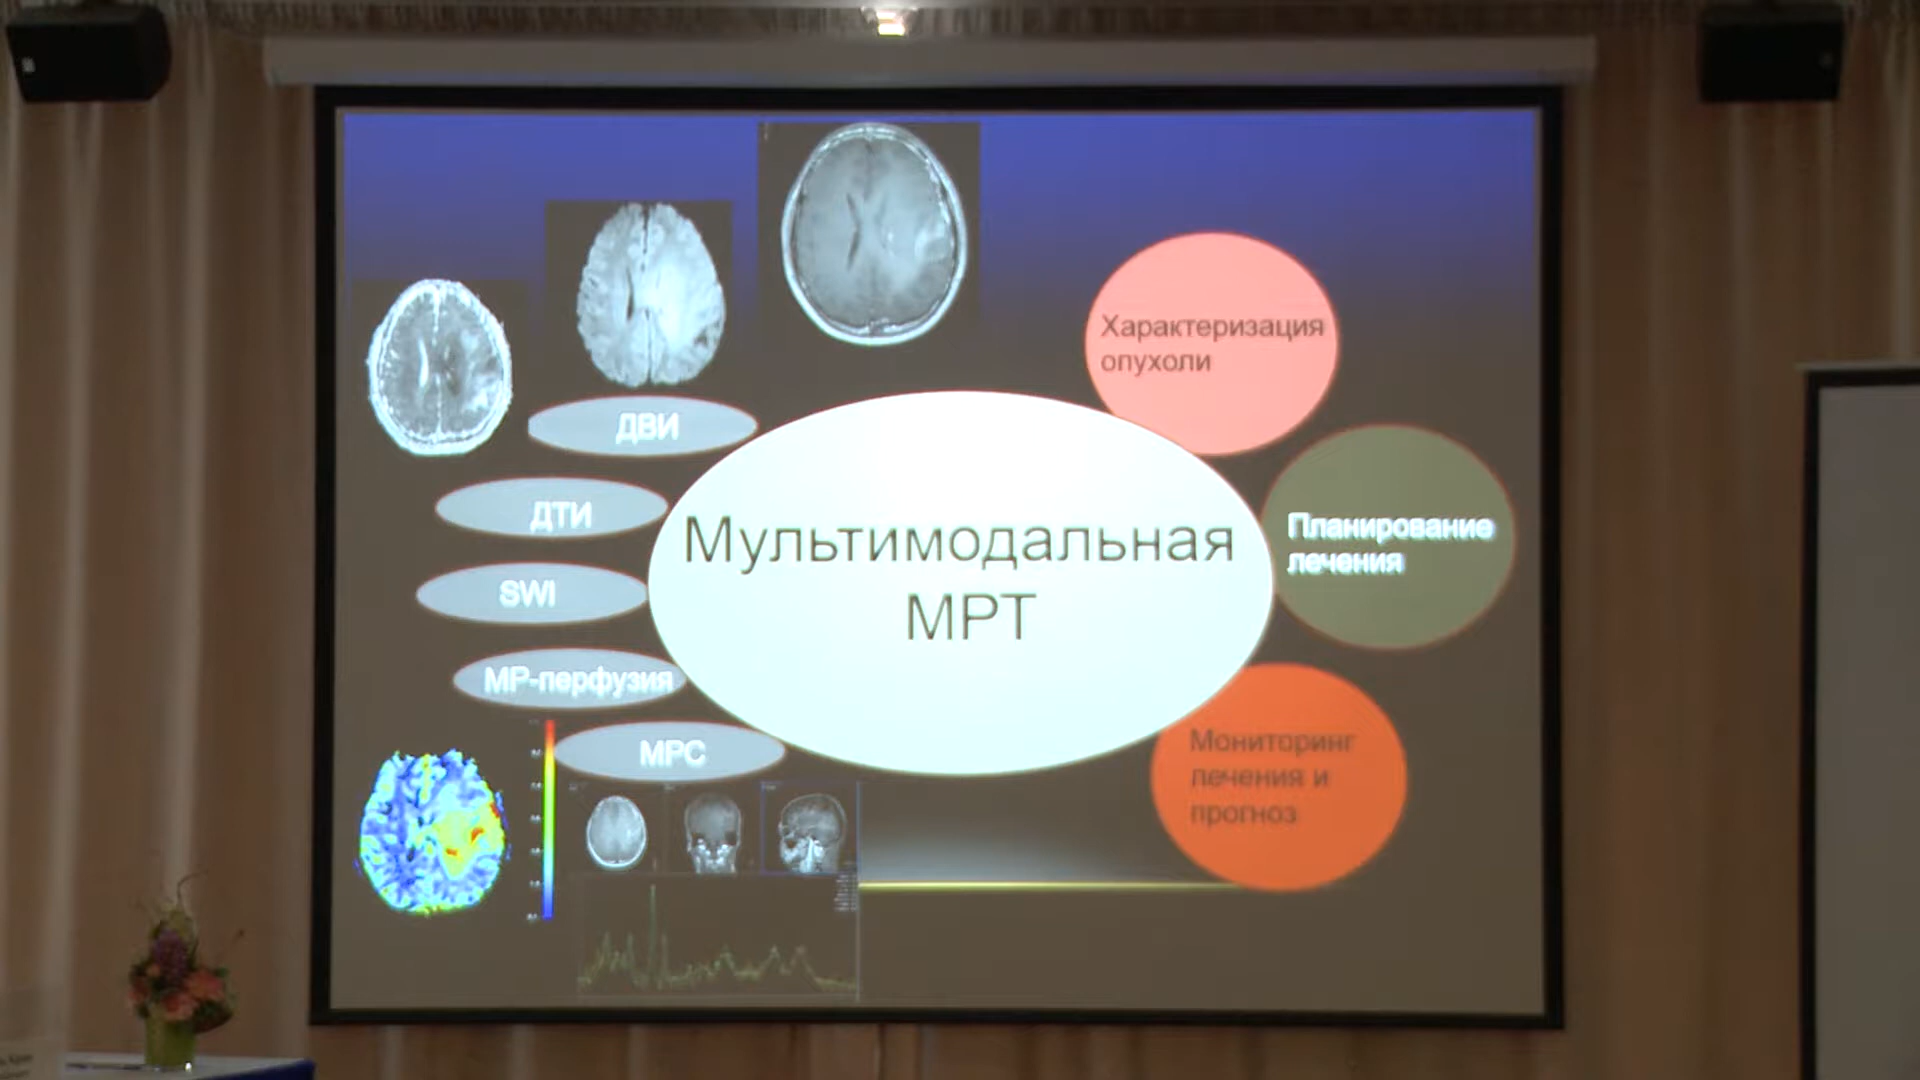 Характеризация
опухоли
ДВИ
ДТИ
Мультимодальная
МРТ
Планирование
лечения
SWI
МР-перфузия
МРС
Мониторинг
лечения и
прогноз